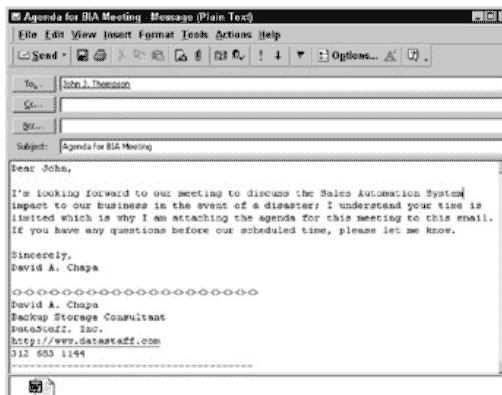 Agenda for BIA Meeting - Message (Plain Text)
File Edit View Insert Format Tools Actions Help
Send Options...
To... John J. Thompson
Cc...
Bcc...
Subject: Agenda for BIA Meeting
Dear John,
I'm looking forward to our meeting to discuss the Sales Automation System
impact to our business in the event of a disaster; I understand your time is
limited which is why I am attaching the agenda for this meeting to this email.
If you have any questions before our scheduled time, please let me know.
Sincerely,
David A. Chapa
<><><><><><><><><><><><><><><><><><><><>
David A. Chapa
Backup Storage Consultant
DataStaff, Inc.
http://www.datastaff.com
312 683 1144
----------------------------------------